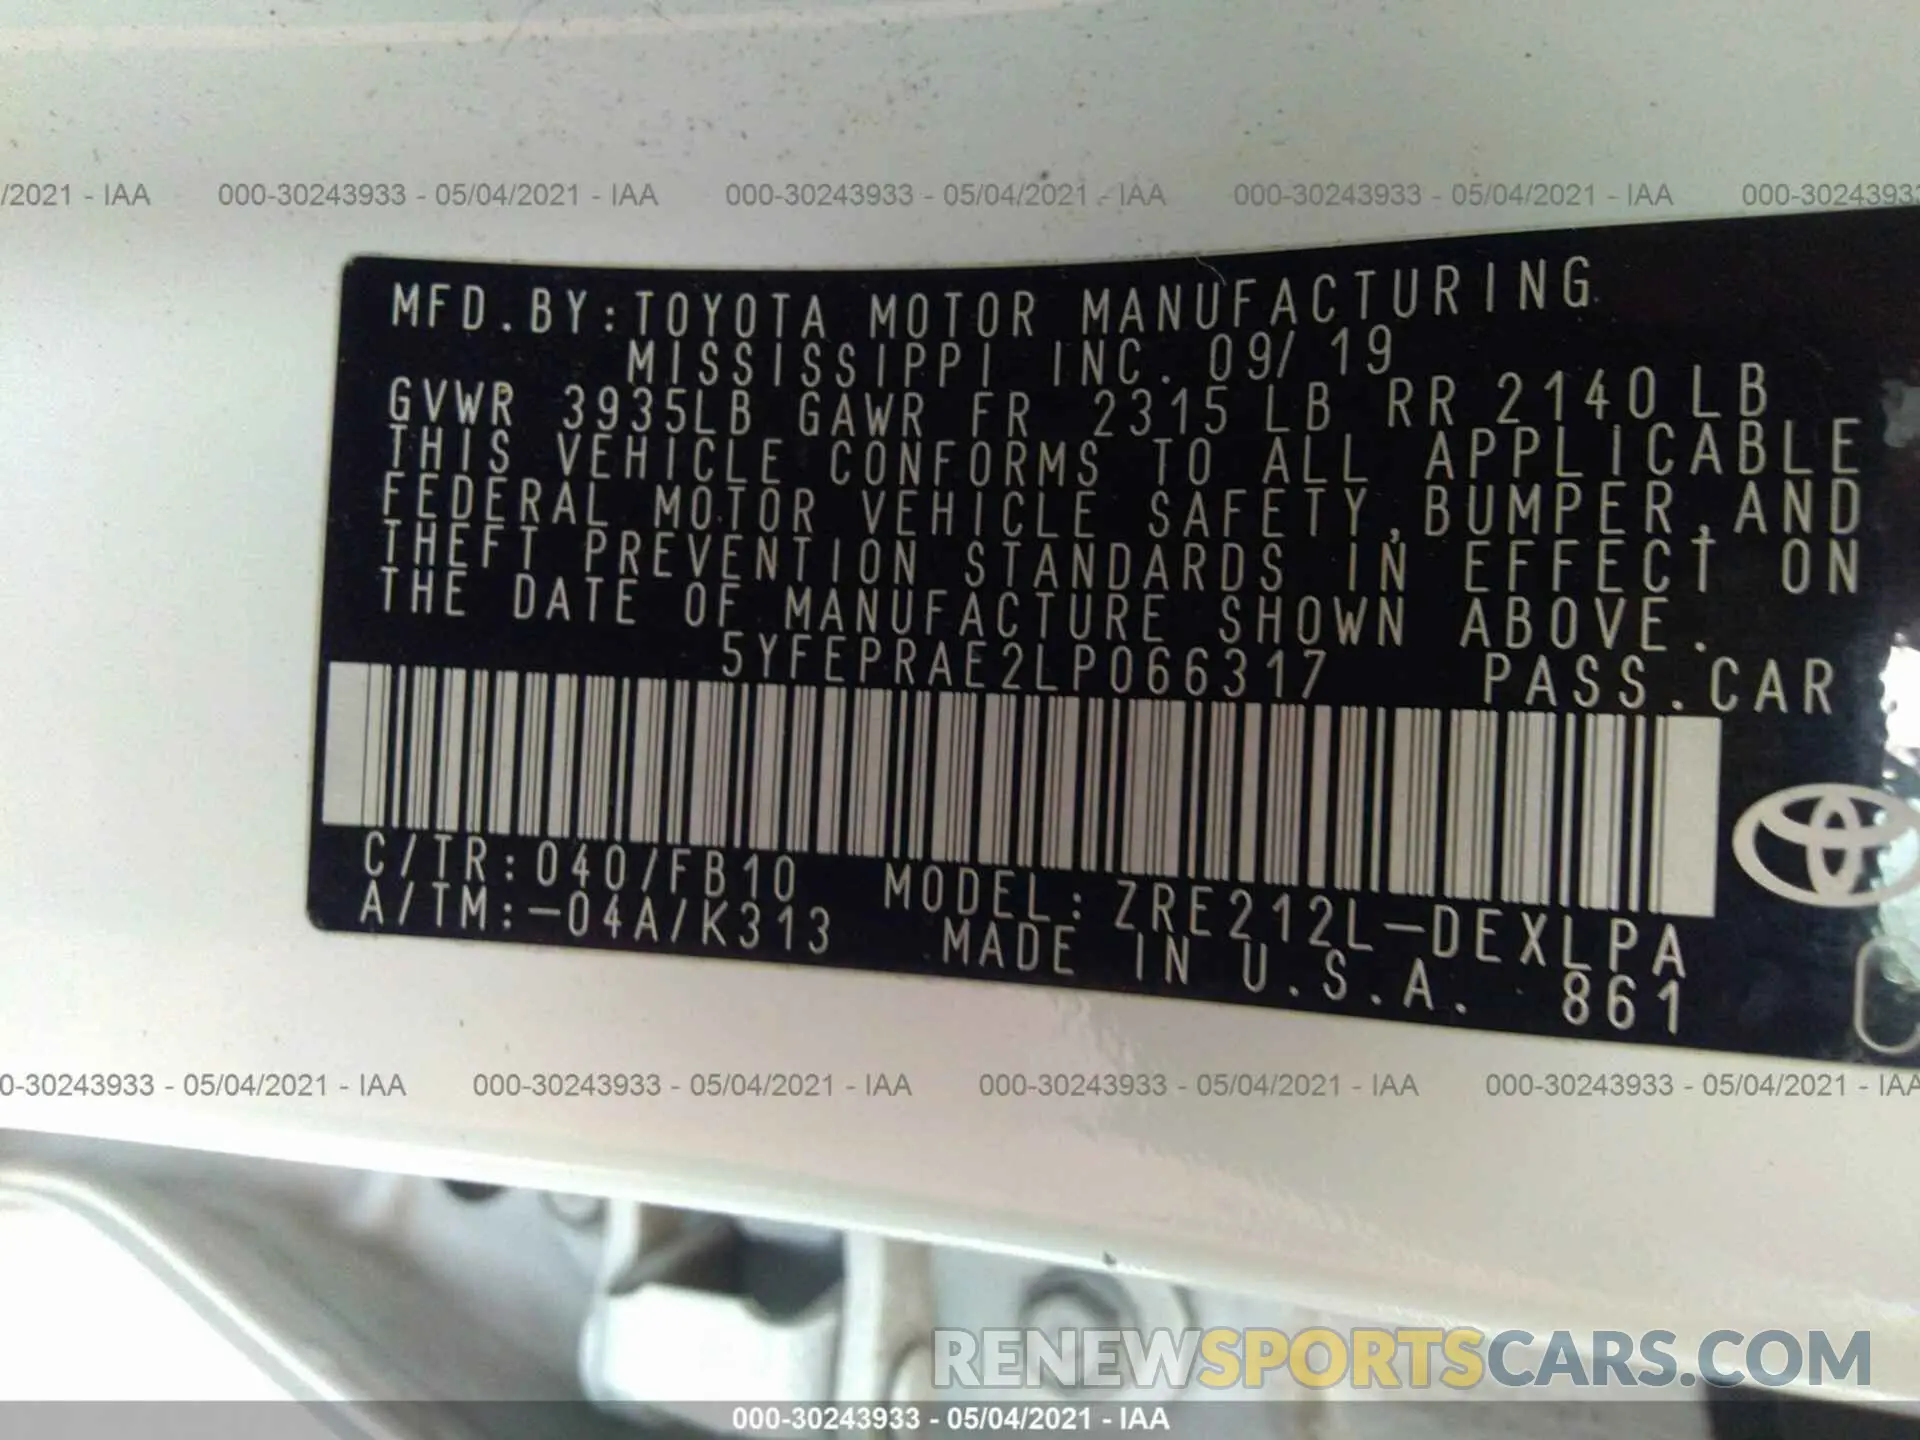 /2021 - IAA 000-30243933 - 05/04/2021 - IAA 000-30243933 - 05/04/2021 - IAA 000-30243933 - 05/04/2021 - IAA 000-3024393
MFD. BY: TOYOTA MOTOR MANUFACTURING
MISSISSIPPI INC. 09/ 19
GVWR 3935LB GAWR FR 2315 LB RR 2140 LB
THIS VEHICLE CONFORMS TO ALL APPLICABLE
FEDERAL MOTOR VEHICLE SAFETY, BUMPER, AND
THEFT PREVENTION STANDARDS IN EFFECT ON
THE DATE OF MANUFACTURE SHOWN ABOVE.
5YFEPRAE2LP066317 PASS. CAR
C/TR: 040/FB10 MODEL: ZRE212L-DEXLPA
A/TM: -04A/K313 MADE IN U.S.A. 861
0-30243933 - 05/04/2021 - IAA 000-30243933 - 05/04/2021 - IAA 000-30243933 - 05/04/2021 - IAA 000-30243933 - 05/04/2021 - IAA
RENEWSPORTSCARS.COM
000-30243933 - 05/04/2021 - IAA